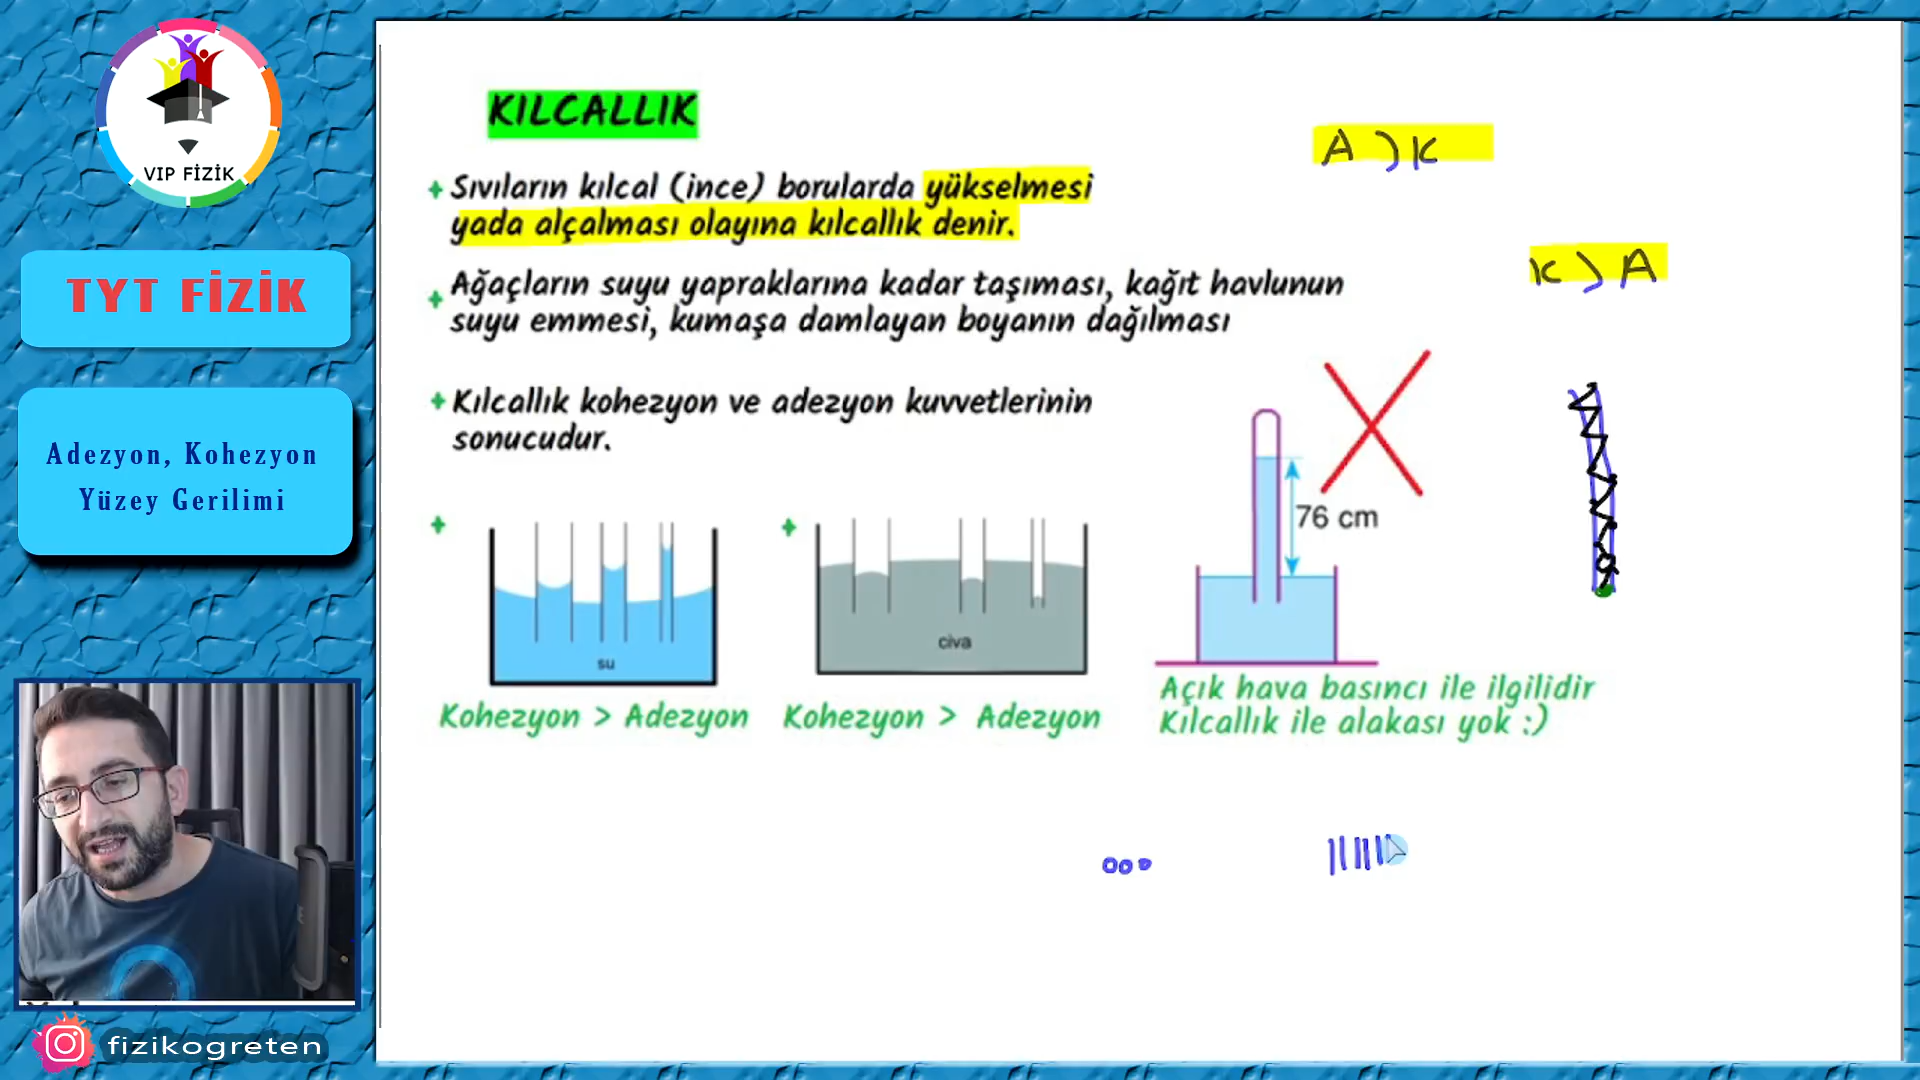 VIP FİZİK
TYT FİZİK
Adezyon, Kohezyon
Yüzey Gerilimi
fizikogreten
KILCALLIK
+ Sıvıların kılcal (ince) borularda yükselmesi
yada alçalması olayına kılcallık denir.
+ Ağaçların suyu yapraklarına kadar taşıması, kağıt havlunun
suyu emmesi, kumaşa damlayan boyanın dağılması
+ Kılcallık kohezyon ve adezyon kuvvetlerinin
sonucudur.
A > K
K > A
+
su
Kohezyon > Adezyon
+
civa
Kohezyon > Adezyon
76 cm
Açık hava basıncı ile ilgilidir
Kılcallık ile alakası yok :)